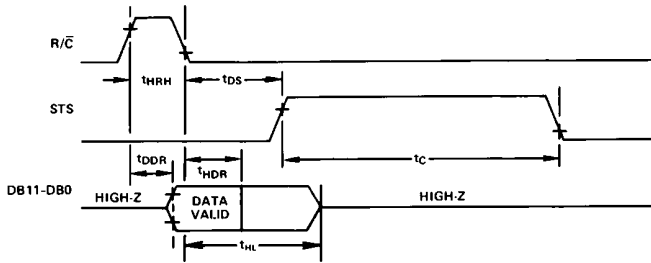 R/C̅
tHRH
tDS
STS
tC
tDDR
tHDR
DB11-DB0
HIGH-Z
DATA
VALID
HIGH-Z
tHL